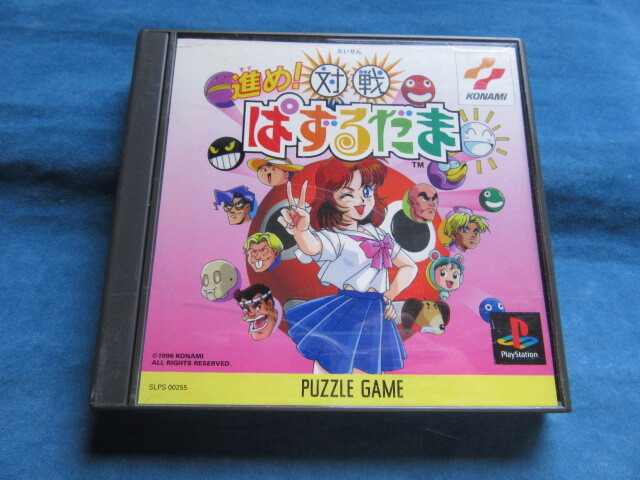 たいせん
進め!対戦
ぱずるだま
TM
KONAMI
©1996 KONAMI
ALL RIGHTS RESERVED.
PlayStation
SLPS 00255
PUZZLE GAME